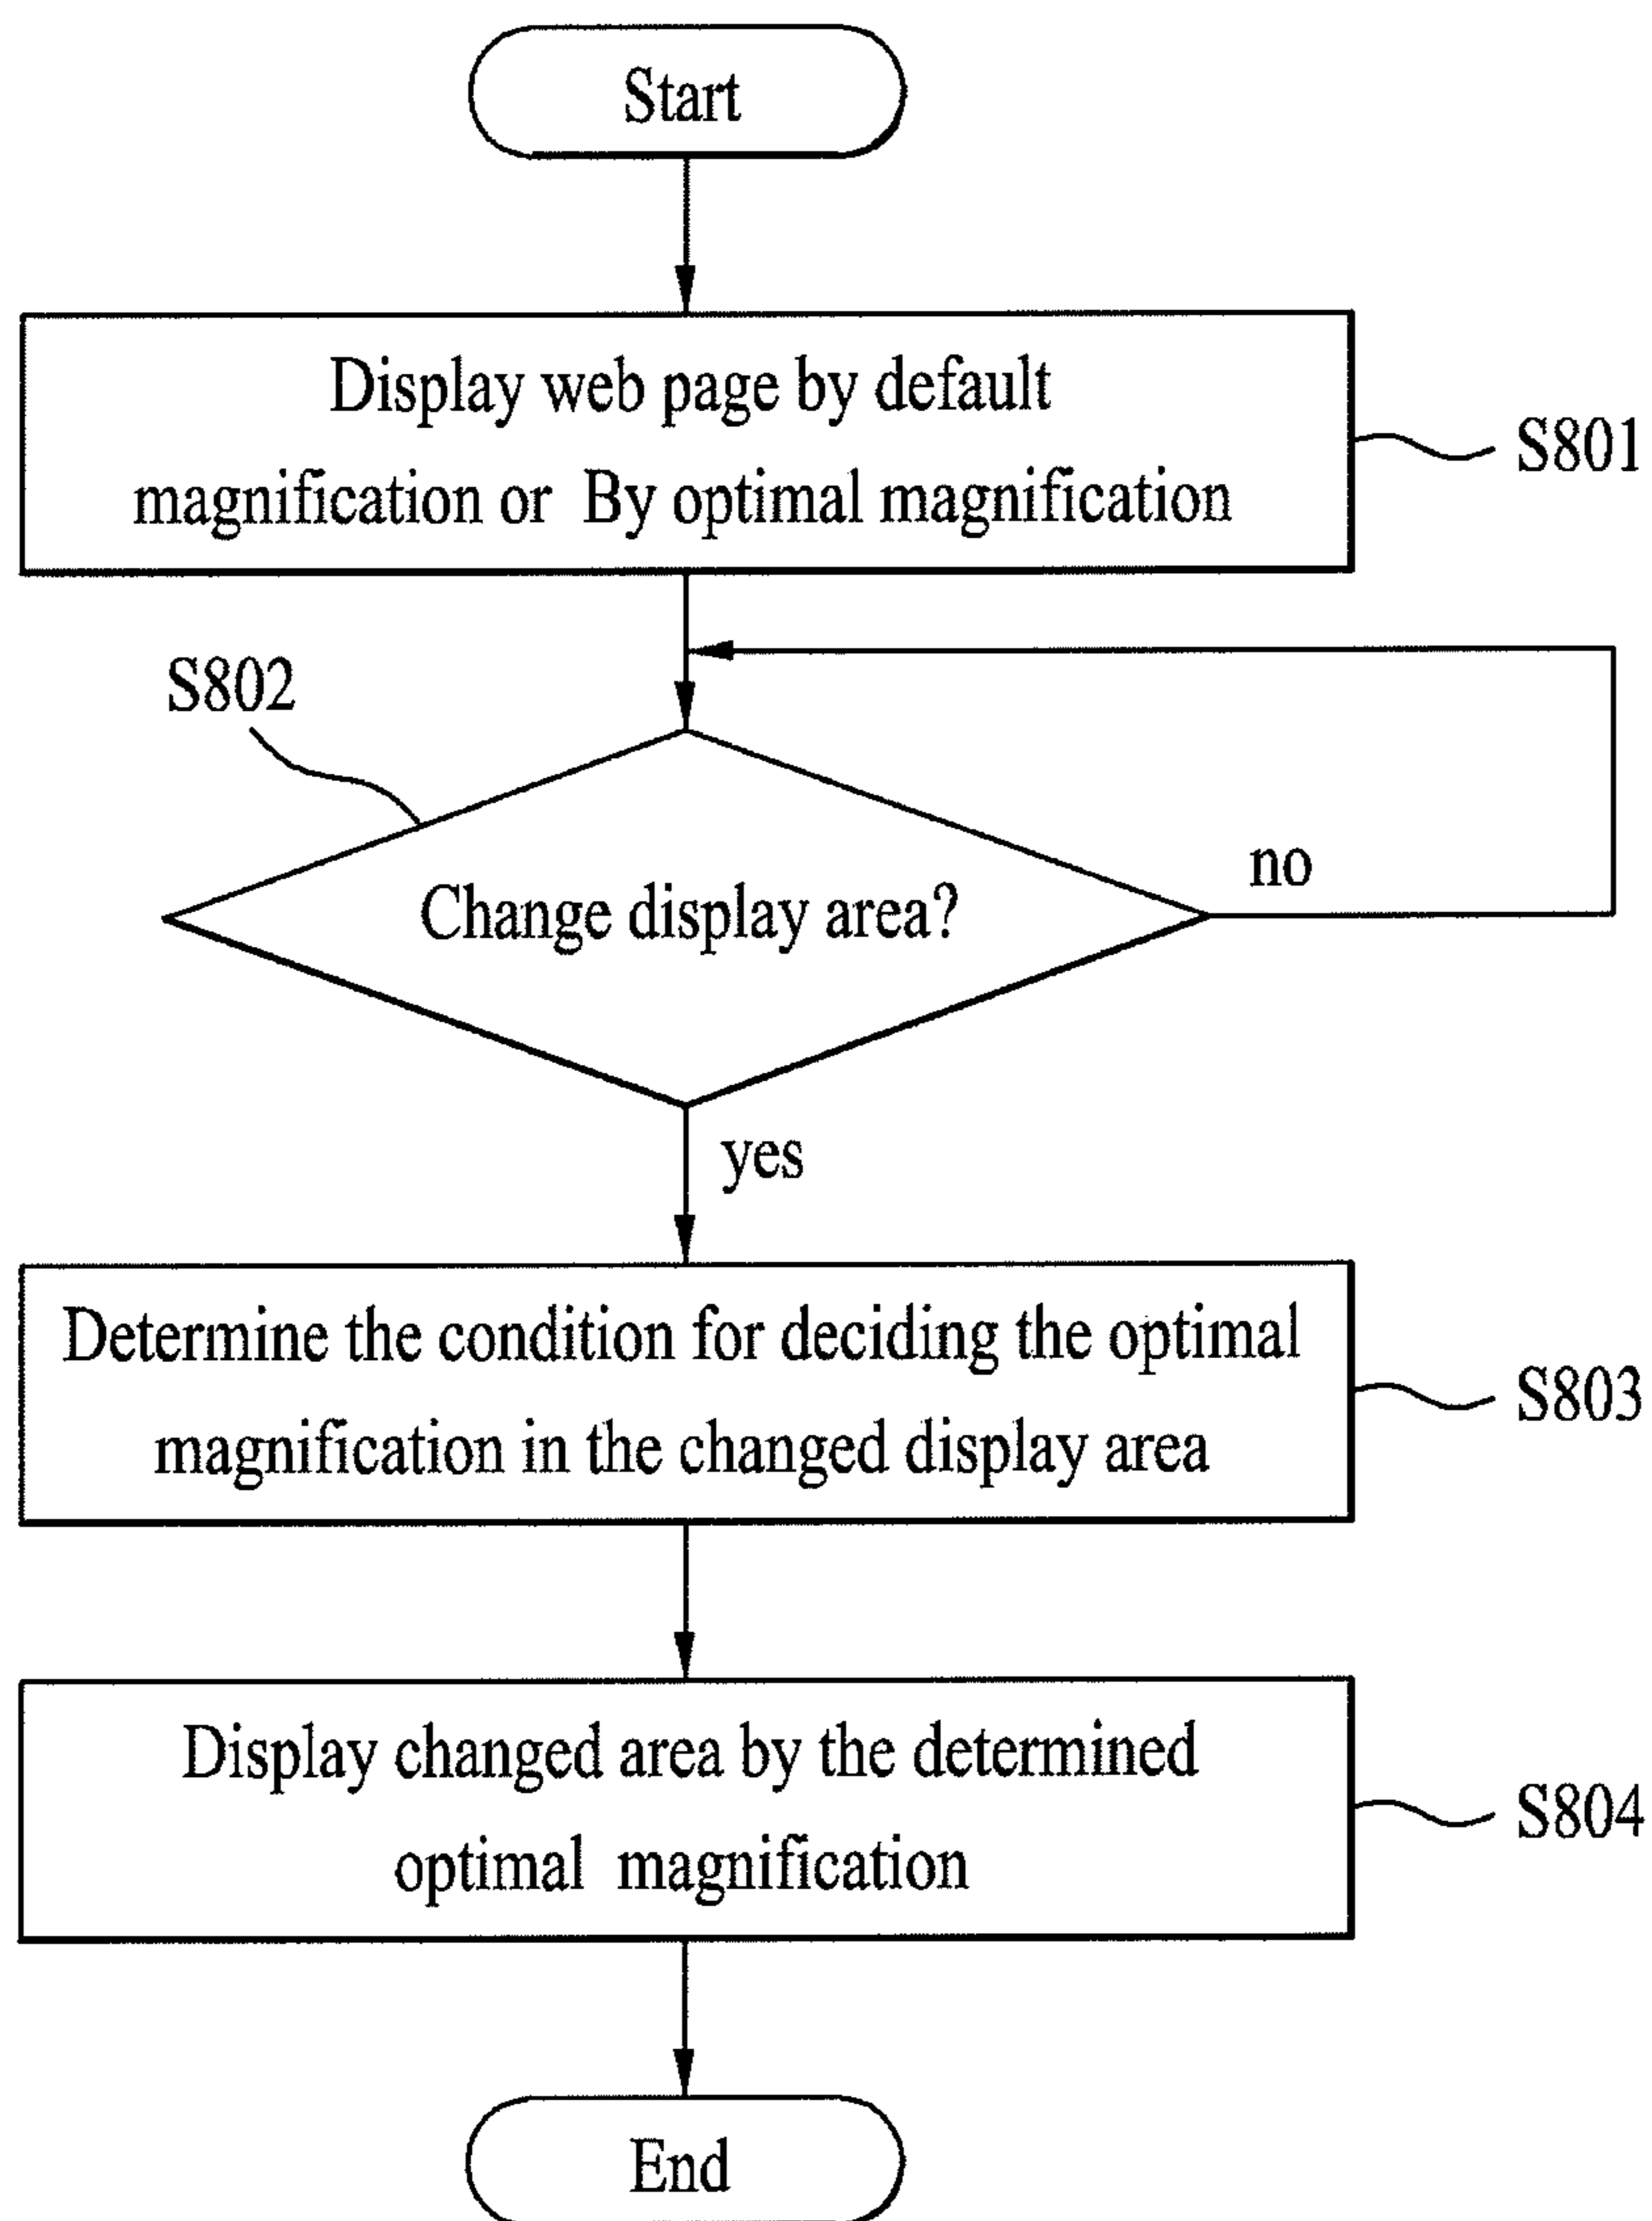 Start
Display web page by default
magnification or By optimal magnification
S801
S802
Change display area?
no
yes
Determine the condition for deciding the optimal
magnification in the changed display area
S803
Display changed area by the determined
optimal magnification
S804
End